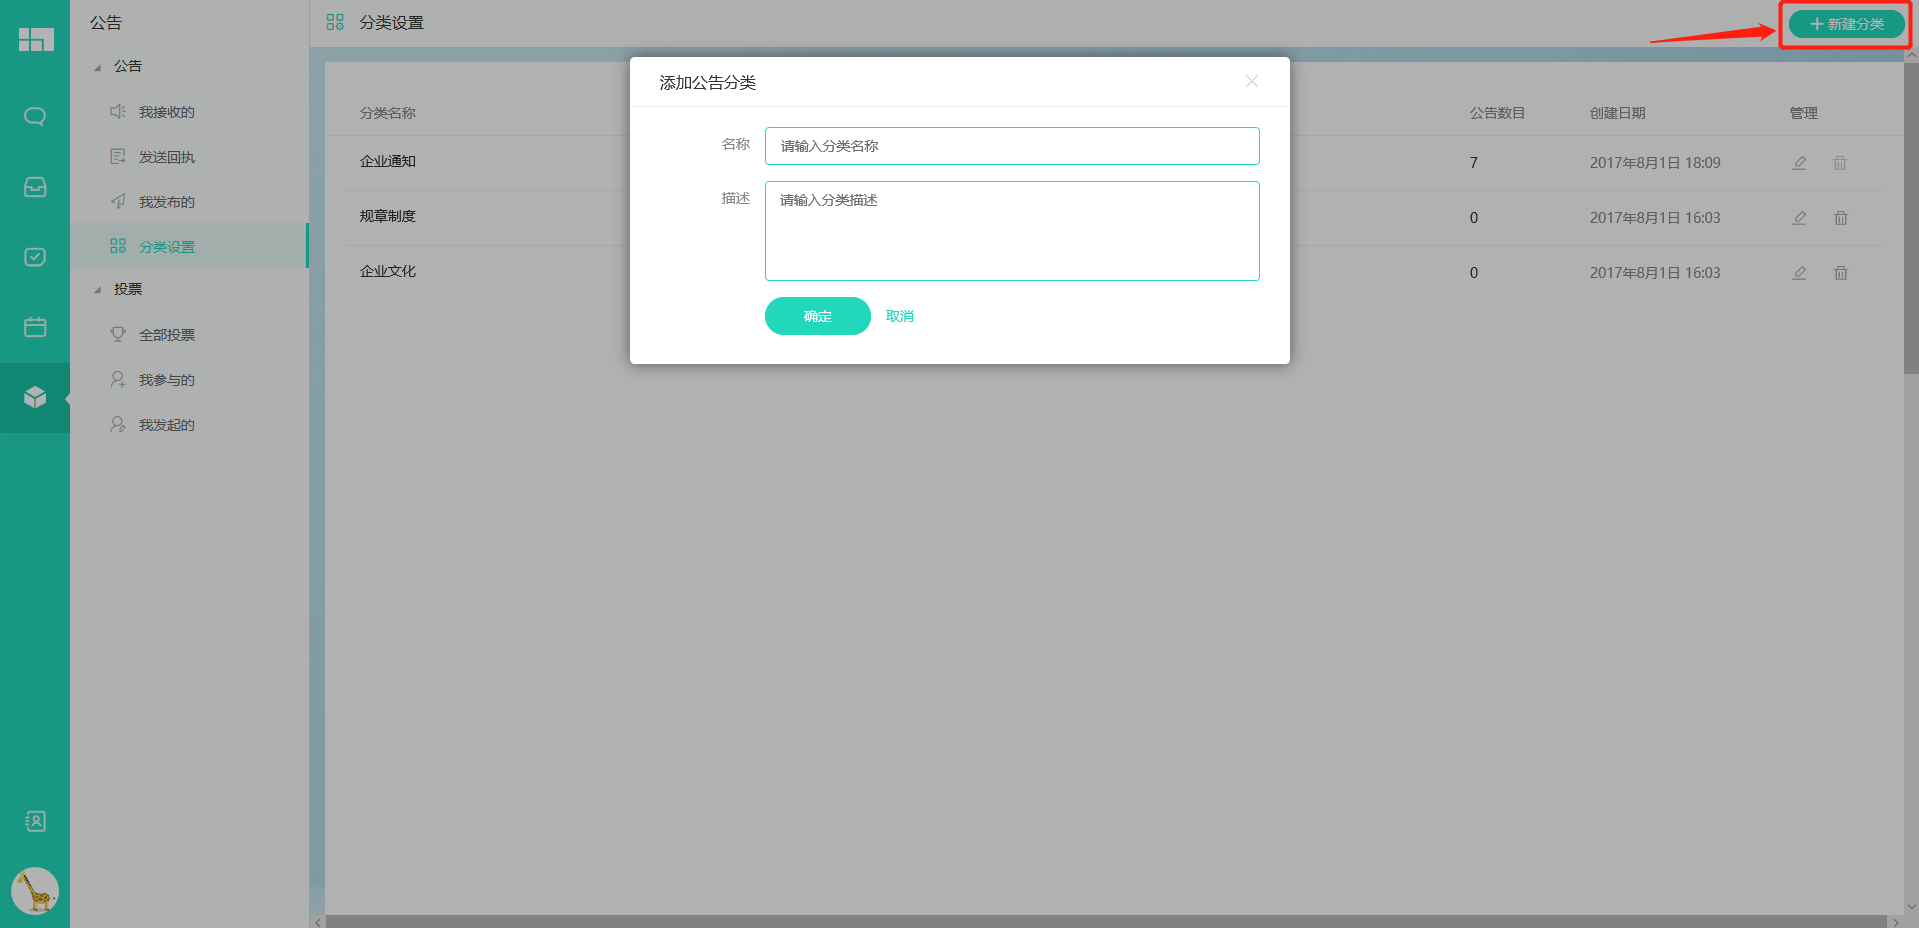 公告
公告
我接收的
发送回执
我发布的
分类设置
投票
全部投票
我参与的
我发起的
分类设置
新建分类
分类名称 公告数目 创建日期 管理
企业通知 7 2017年8月1日 18:09
规章制度 0 2017年8月1日 16:03
企业文化 0 2017年8月1日 16:03
添加公告分类
名称 请输入分类名称
描述 请输入分类描述
确定 取消